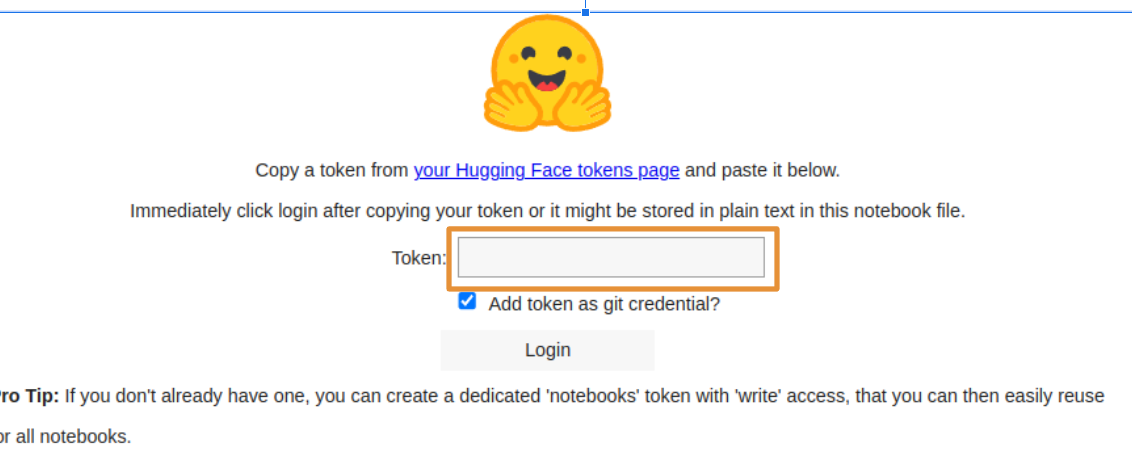 Copy a token from your Hugging Face tokens page and paste it below.
Immediately click login after copying your token or it might be stored in plain text in this notebook file.
Token:
Add token as git credential?
Login
ro Tip: If you don't already have one, you can create a dedicated 'notebooks' token with 'write' access, that you can then easily reuse
or all notebooks.